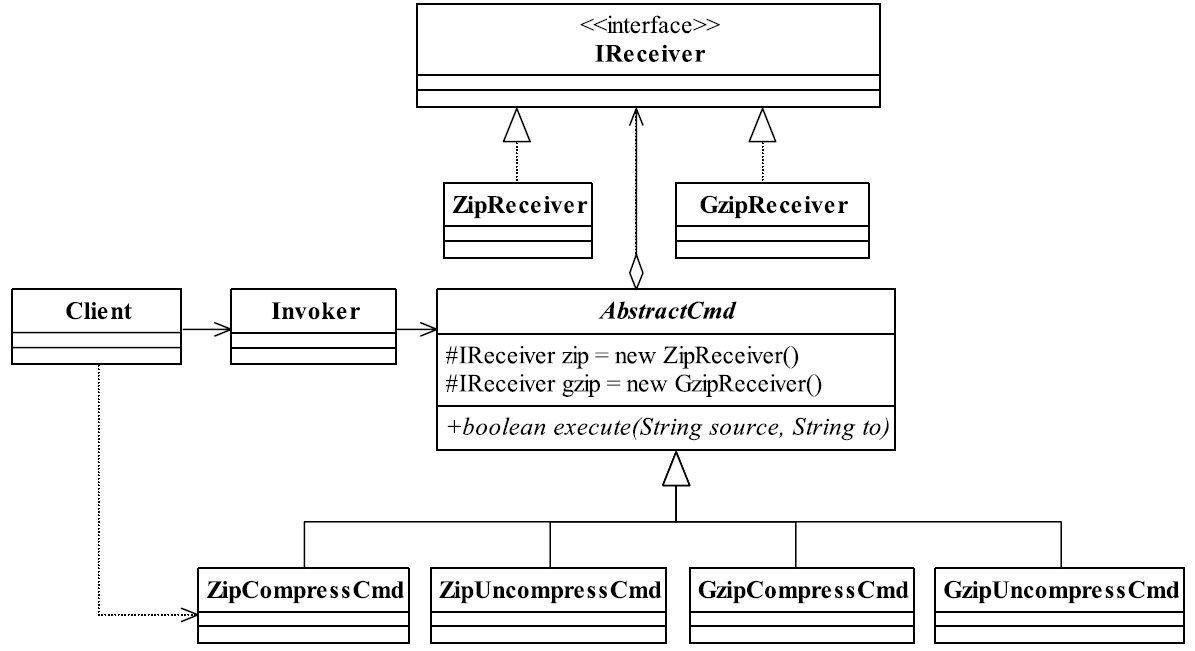 <<interface>>
IReceiver
ZipReceiver
GzipReceiver
Client
Invoker
AbstractCmd
#IReceiver zip = new ZipReceiver()
#IReceiver gzip = new GzipReceiver()
+boolean execute(String source, String to)
ZipCompressCmd
ZipUncompressCmd
GzipCompressCmd
GzipUncompressCmd